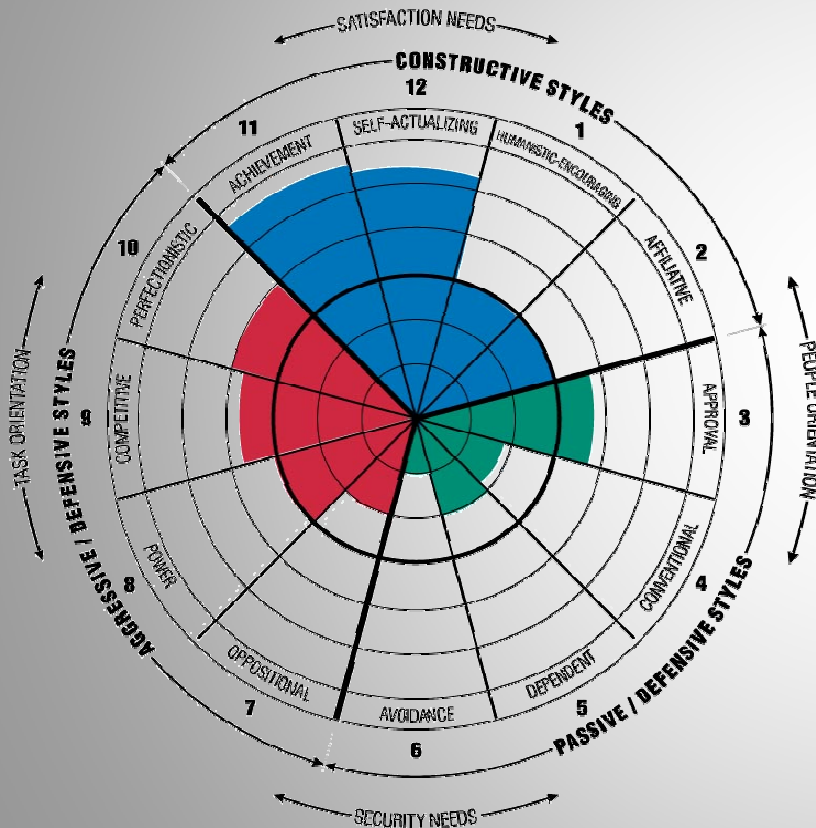 SATISFACTION NEEDS
CONSTRUCTIVE STYLES
12
SELF-ACTUALIZING
1
HUMANISTIC-ENCOURAGING
2
AFFILIATIVE
PEOPLE ORIENTATION
3
APPROVAL
4
CONVENTIONAL
5
DEPENDENT
PASSIVE / DEFENSIVE STYLES
6
AVOIDANCE
SECURITY NEEDS
7
OPPOSITIONAL
8
POWER
AGGRESSIVE / DEFENSIVE STYLES
9
COMPETITIVE
TASK ORIENTATION
10
PERFECTIONISTIC
11
ACHIEVEMENT